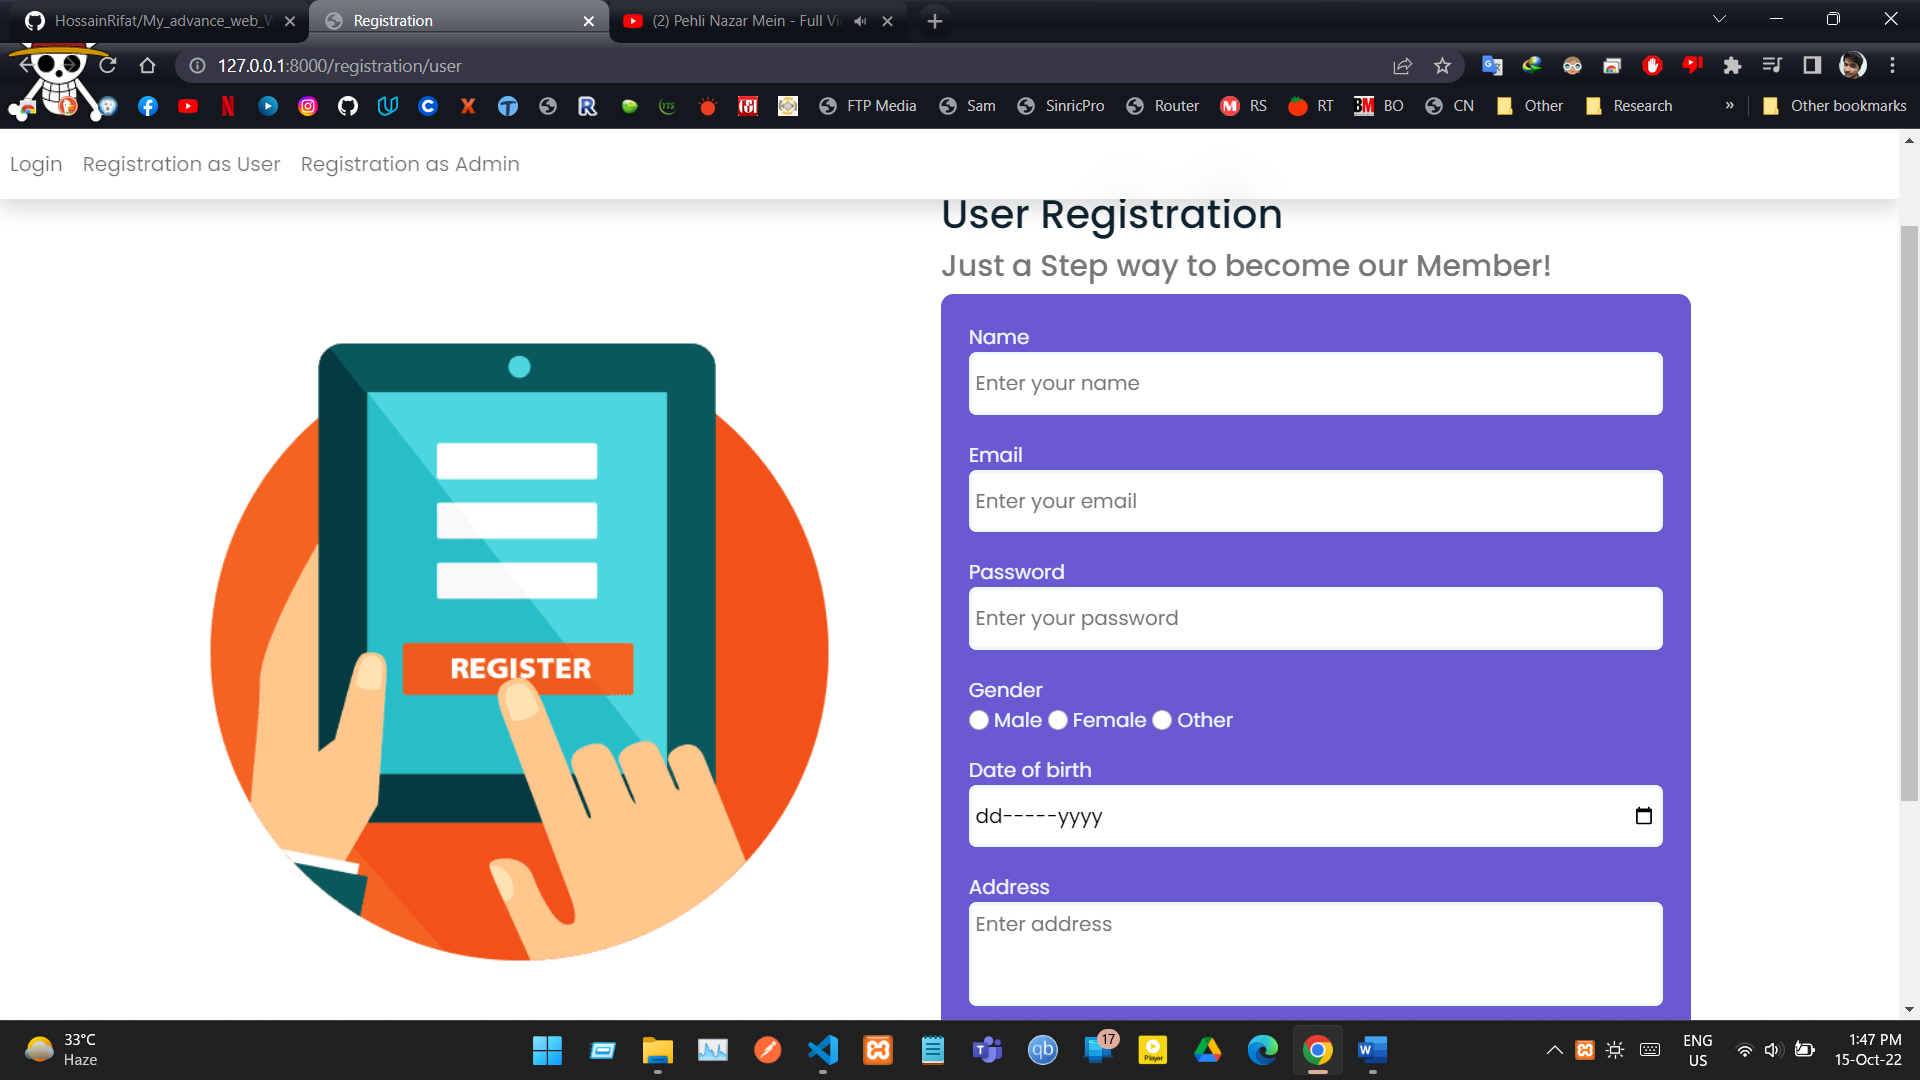 HossainRifat/My_advance_web_W
Registration
(2) Pehli Nazar Mein - Full Vi
127.0.0.1:8000/registration/user
FTP Media
Sam
SinricPro
Router
RS
RT
BO
CN
Other
Research
»
Other bookmarks
Login
Registration as User
Registration as Admin
User Registration
Just a Step way to become our Member!
Name
Enter your name
Email
Enter your email
Password
Enter your password
Gender
Male Female Other
Date of birth
dd-----yyyy
Address
Enter address
REGISTER
33°C
Haze
qb
17
Player
ENG
US
1:47 PM
15-Oct-22